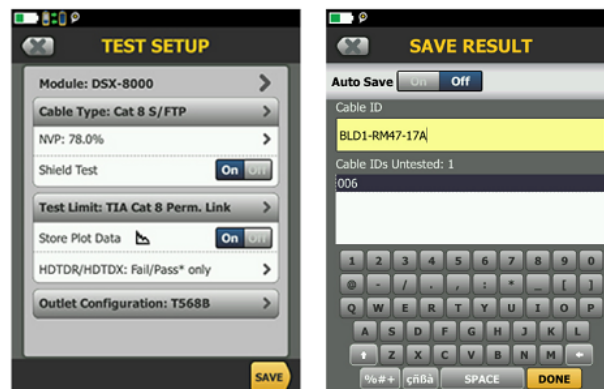 TEST SETUP
Module: DSX-8000
Cable Type: Cat 8 S/FTP
NVP: 78.0%
Shield Test On Off
Test Limit: TIA Cat 8 Perm. Link
Store Plot Data On Off
HDTDR/HDTDX: Fail/Pass* only
Outlet Configuration: T568B
SAVE
SAVE RESULT
Auto Save On Off
Cable ID
BLD1-RM47-17A
Cable IDs Untested: 1
006
1 2 3 4 5 6 7 8 9 0
@ - / . , : * _ [ ]
Q W E R T Y U I O P
A S D F G H J K L
Z X C V B N M
%#+ çñßà SPACE DONE